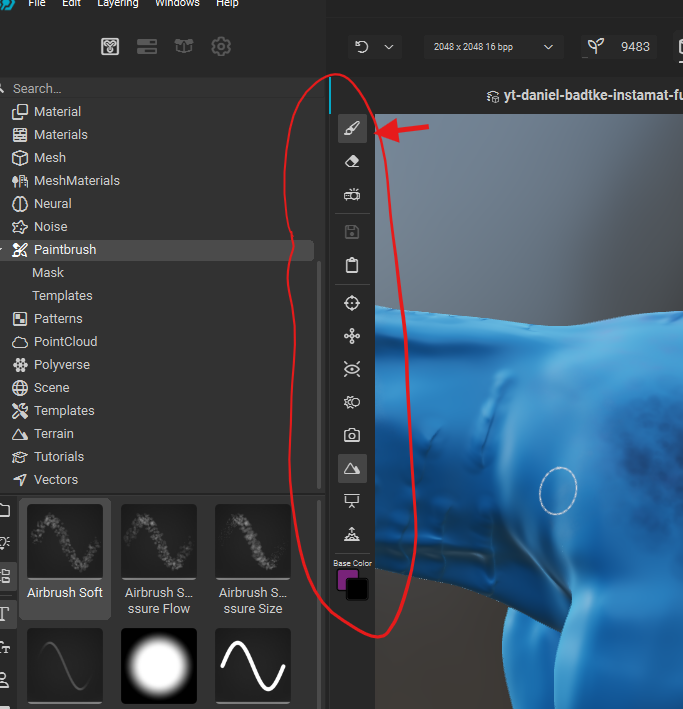 File Edit Layering Windows Help
2048 x 2048 16 bpp
9483
Search...
yt-daniel-badtke-instamat-fu
Material
Materials
Mesh
MeshMaterials
Neural
Noise
Paintbrush
Mask
Templates
Patterns
PointCloud
Polyverse
Scene
Templates
Terrain
Tutorials
Vectors
Base Color
Airbrush Soft
Airbrush S...
ssure Flow
Airbrush S...
ssure Size